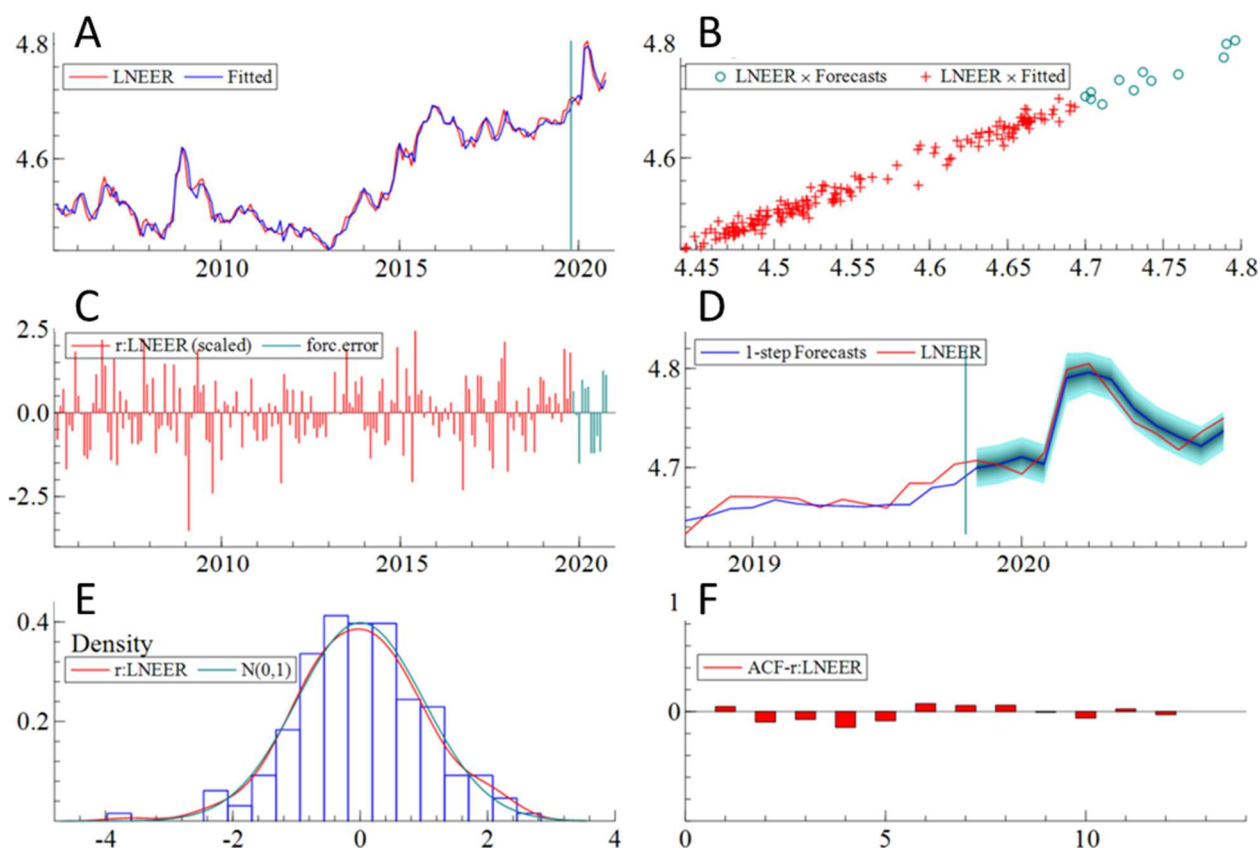 A
4.8
LNEER Fitted
4.6
2010 2015 2020
B
4.8
LNEER × Forecasts LNEER × Fitted
4.6
4.45 4.5 4.55 4.6 4.65 4.7 4.75 4.8
C
2.5
r:LNEER (scaled) forc.error
0.0
-2.5
2010 2015 2020
D
1-step Forecasts LNEER
4.8
4.7
2019 2020
E
0.4
Density
r:LNEER N(0,1)
0.2
-4 -2 0 2 4
F
1
ACF-r:LNEER
0
0 5 10